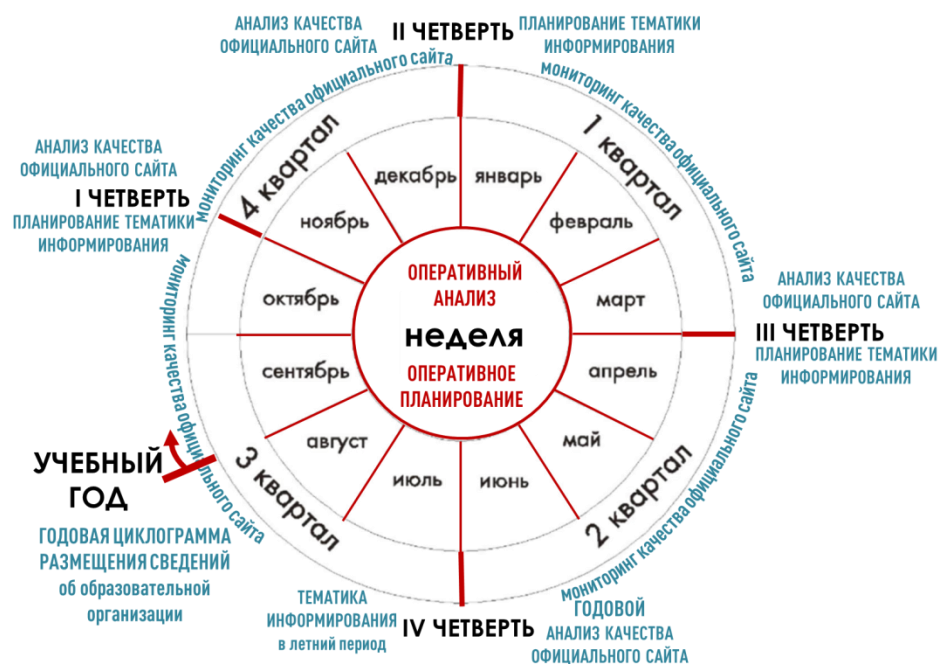 АНАЛИЗ КАЧЕСТВА
ОФИЦИАЛЬНОГО САЙТА
II ЧЕТВЕРТЬ
ПЛАНИРОВАНИЕ ТЕМАТИКИ
ИНФОРМИРОВАНИЯ
мониторинг качества официального сайта
мониторинг качества официального сайта
4 квартал
1 квартал
АНАЛИЗ КАЧЕСТВА
ОФИЦИАЛЬНОГО САЙТА
I ЧЕТВЕРТЬ
ПЛАНИРОВАНИЕ ТЕМАТИКИ
ИНФОРМИРОВАНИЯ
декабрь
январь
ноябрь
февраль
октябрь
март
ОПЕРАТИВНЫЙ
АНАЛИЗ
неделя
ОПЕРАТИВНОЕ
ПЛАНИРОВАНИЕ
АНАЛИЗ КАЧЕСТВА
ОФИЦИАЛЬНОГО САЙТА
III ЧЕТВЕРТЬ
ПЛАНИРОВАНИЕ ТЕМАТИКИ
ИНФОРМИРОВАНИЯ
сентябрь
апрель
август
май
июль
июнь
мониторинг качества официального сайта
мониторинг качества официального сайта
3 квартал
2 квартал
УЧЕБНЫЙ
ГОД
ГОДОВАЯ ЦИКЛОГРАММА
РАЗМЕЩЕНИЯ СВЕДЕНИЙ
об образовательной
организации
ТЕМАТИКА
ИНФОРМИРОВАНИЯ
в летний период
IV ЧЕТВЕРТЬ
ГОДОВОЙ
АНАЛИЗ КАЧЕСТВА
ОФИЦИАЛЬНОГО САЙТА